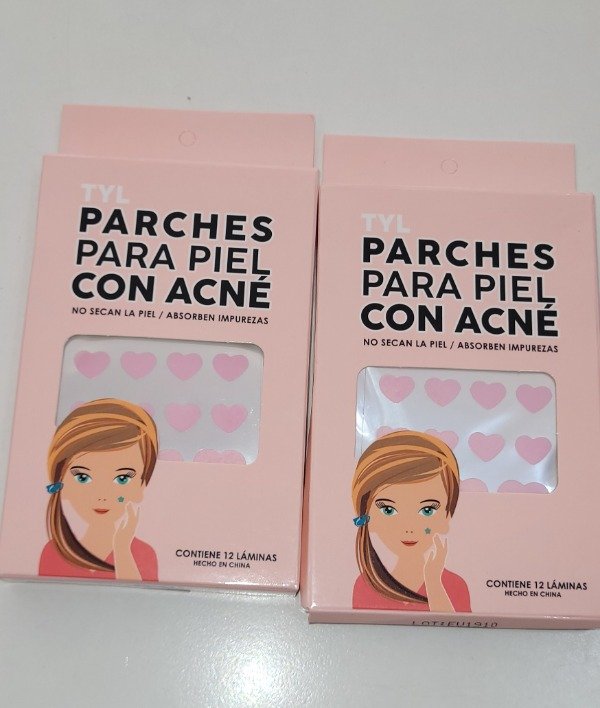 TYL
PARCHES
PARA PIEL
CON ACNÉ
NO SECAN LA PIEL / ABSORBEN IMPUREZAS
CONTIENE 12 LÁMINAS
HECHO EN CHINA
TYL
PARCHES
PARA PIEL
CON ACNÉ
NO SECAN LA PIEL / ABSORBEN IMPUREZAS
CONTIENE 12 LÁMINAS
HECHO EN CHINA